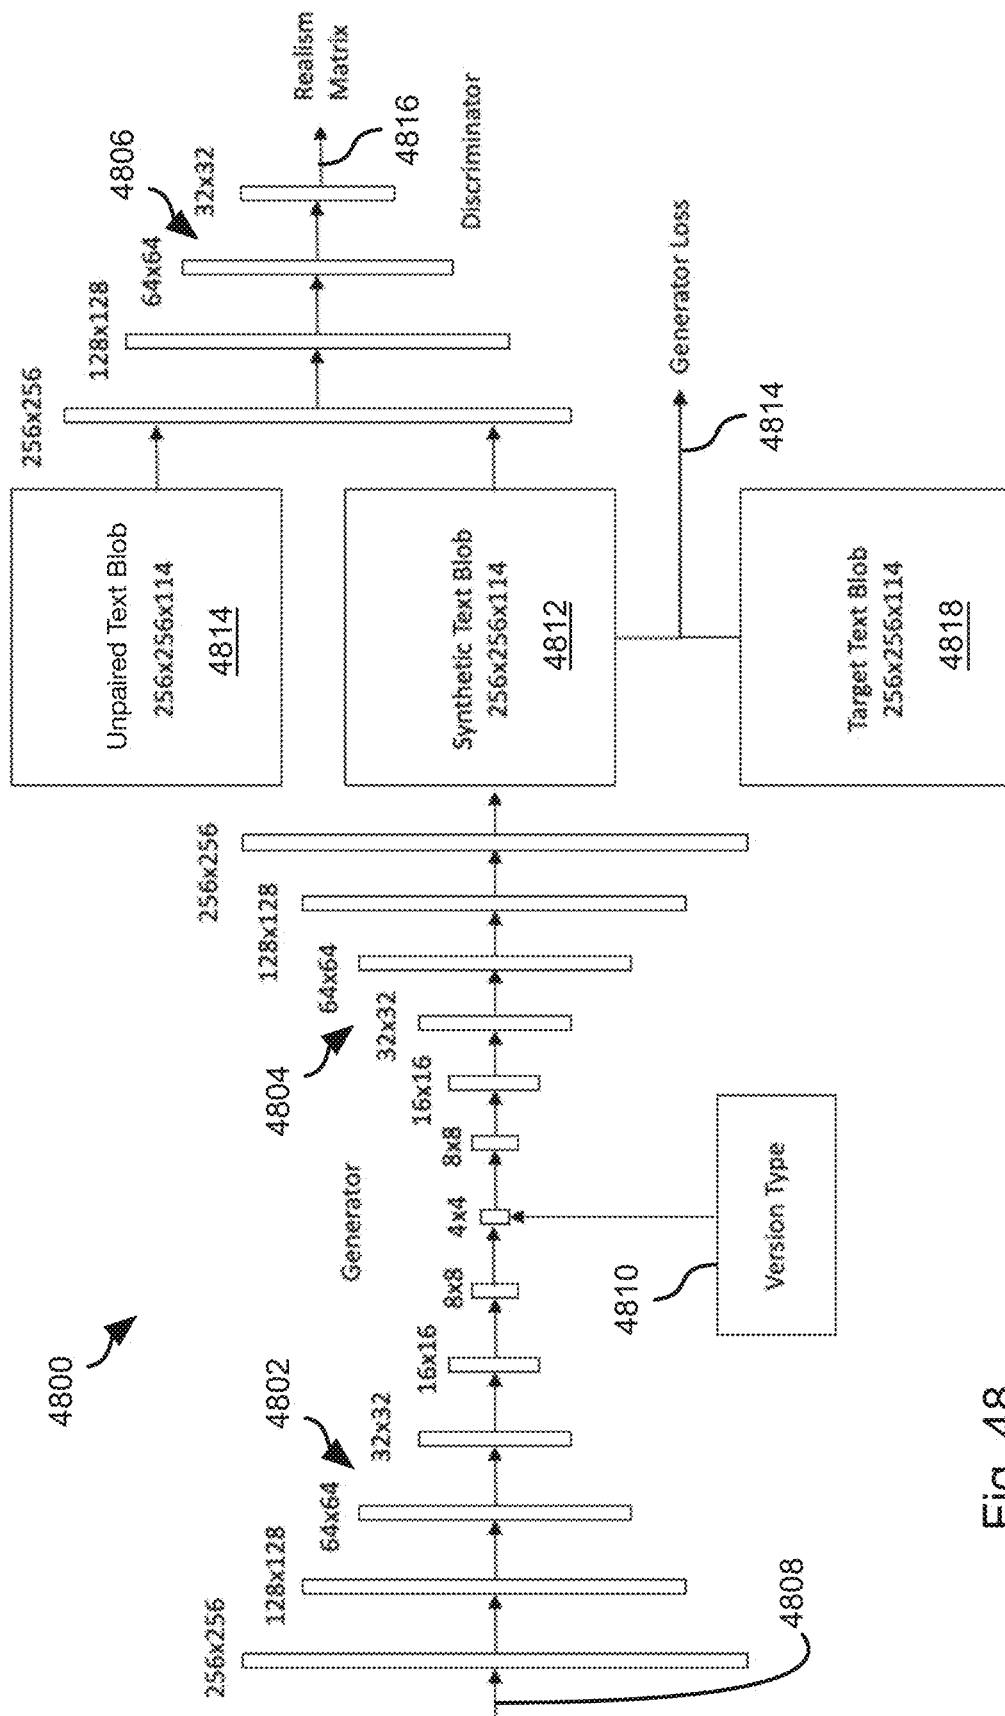 4800
Generator
4802
256x256
128x128
64x64
32x32
16x16
8x8
4x4
8x8
16x16
4804
32x32
64x64
128x128
256x256
4808
4810
Version Type
Unpaired Text Blob
256x256x114
4814
Synthetic Text Blob
256x256x114
4812
Target Text Blob
256x256x114
4818
256x256
128x128
64x64
4806
32x32
Realism
Matrix
4816
Discriminator
Generator Loss
4814
Fig. 48